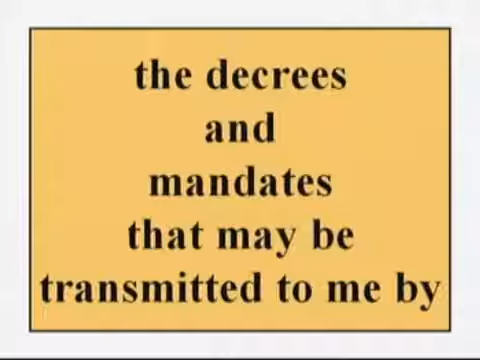 the decrees
and
mandates
that may be
transmitted to me by